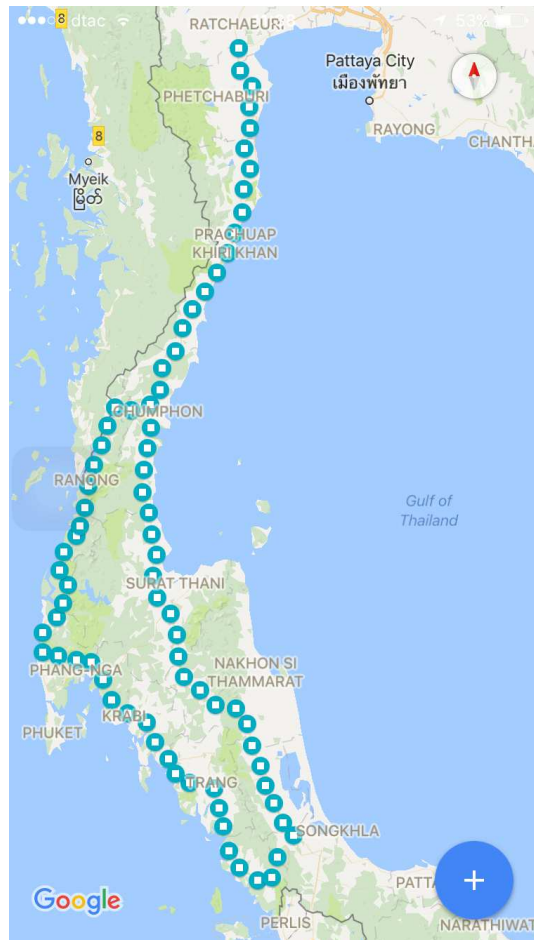 dtac
8
53%
RATCHABURI
Pattaya City
เมืองพัทยา
PHETCHABURI
RAYONG
8
CHANTH
Myeik
မြိတ်
PRACHUAP
KHIRI KHAN
CHUMPHON
RANONG
Gulf of
Thailand
SURAT THANI
NAKHON SI
THAMMARAT
PHANG-NGA
KRABI
PHUKET
TRANG
SONGKHLA
PATTA
+
Google
PERLIS
NARATHIWAT